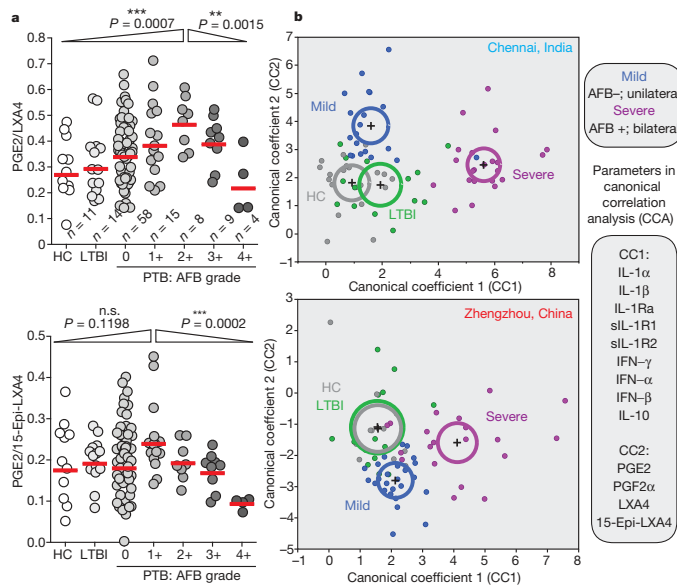 a
***
P = 0.0007
**
P = 0.0015
PGE2/LXA4
0.8
0.7
0.6
0.5
0.4
0.3
0.2
0.1
0
n = 11
n = 14
n = 58
n = 15
n = 8
n = 9
n = 4
HC LTBI 0 1+ 2+ 3+ 4+
PTB: AFB grade
n.s.
P = 0.1198
***
P = 0.0002
PGE2/15-Epi-LXA4
0.5
0.4
0.3
0.2
0.1
0
HC LTBI 0 1+ 2+ 3+ 4+
PTB: AFB grade
b
Chennai, India
Canonical coefficient 2 (CC2)
7
6
5
4
3
2
1
0
−1
Mild
HC
LTBI
Severe
0 2 4 6 8
Canonical coefficient 1 (CC1)
Zhengzhou, China
Canonical coefficient 2 (CC2)
3
2
1
0
−1
−2
−3
−4
−5
HC
LTBI
Severe
Mild
0 1 2 3 4 5 6 7 8
Canonical coefficient 1 (CC1)
Mild
AFB−; unilatera
Severe
AFB +; bilatera
Parameters in
canonical
correlation
analysis (CCA)
CC1:
IL-1α
IL-1β
IL-1Ra
sIL-1R1
sIL-1R2
IFN−γ
IFN−α
IFN−β
IL-10
CC2:
PGE2
PGF2α
LXA4
15-Epi-LXA4